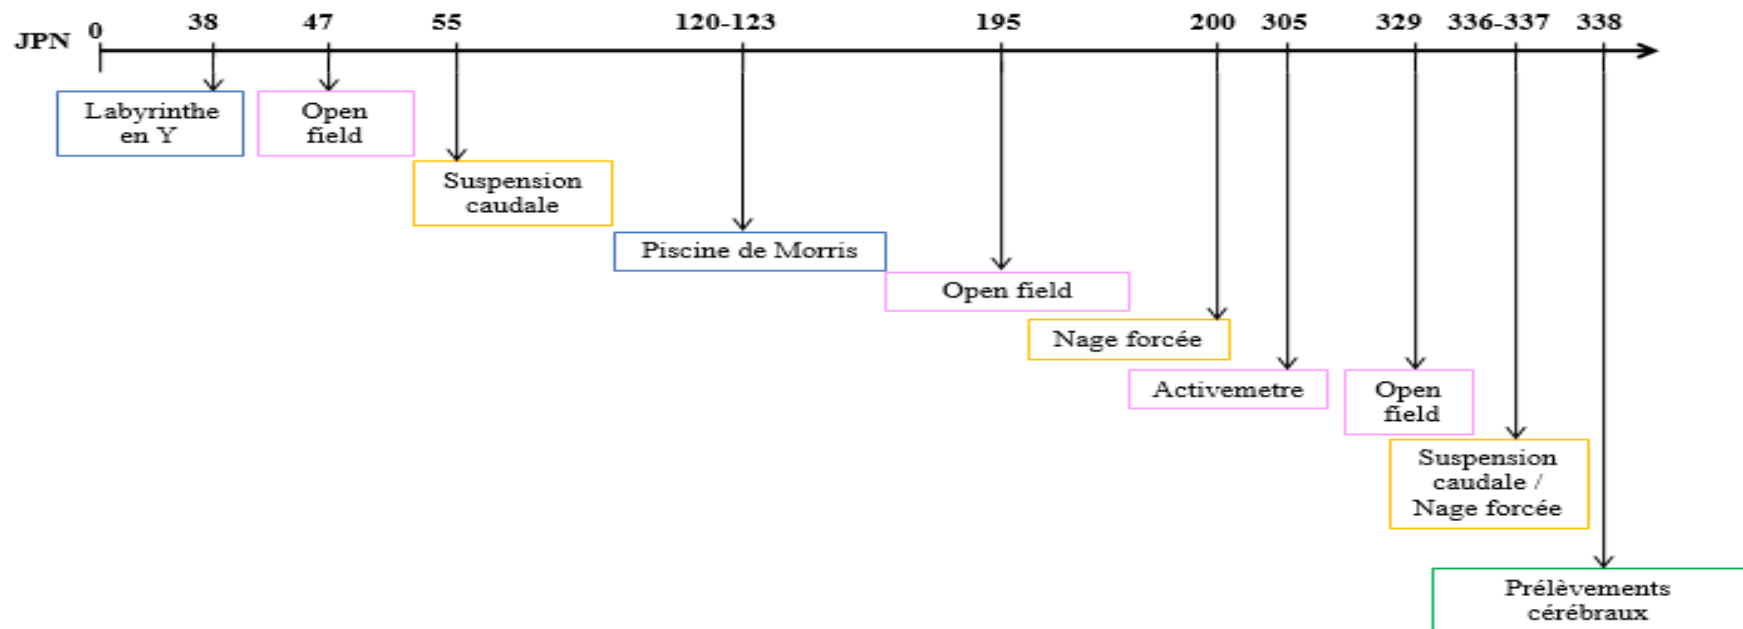 JPN 0 38 47 55 120-123 195 200 305 329 336-337 338
Labyrinthe
en Y
Open
field
Suspension
caudale
Piscine de Morris
Open field
Nage forcée
Activemetre
Open
field
Suspension
caudale /
Nage forcée
Prélèvements
cérébraux